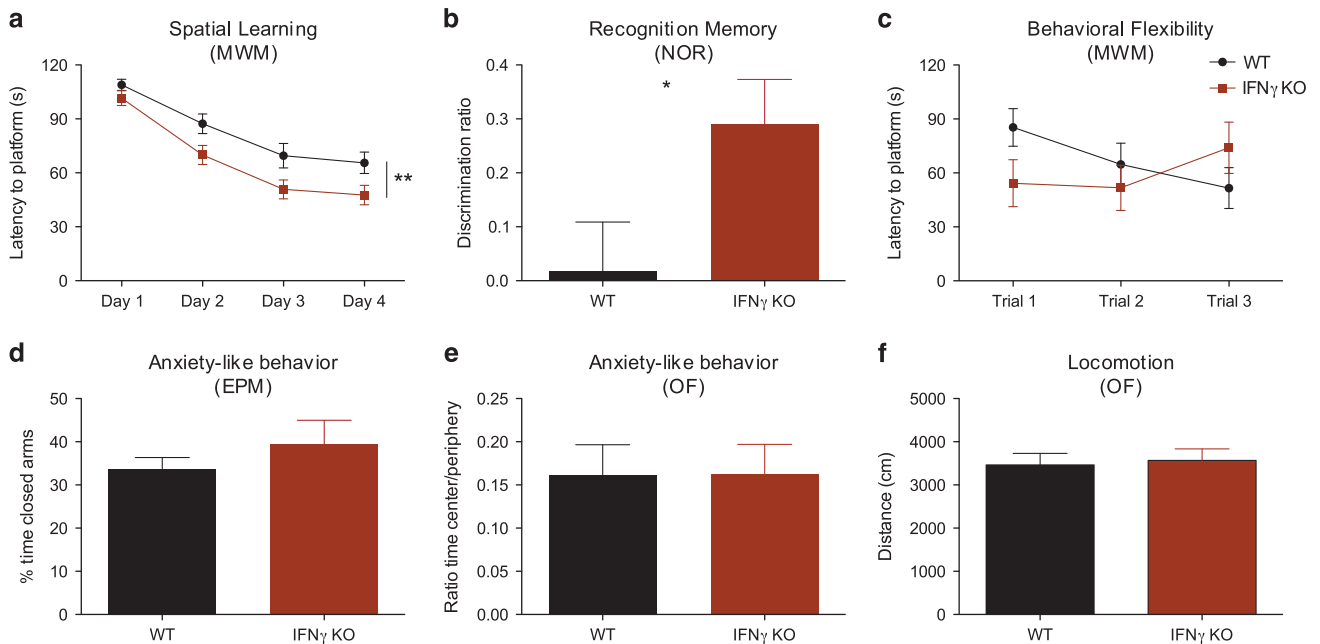 a
Spatial Learning
(MWM)
Latency to platform (s)
120
90
60
30
0
**
Day 1 Day 2 Day 3 Day 4
b
Recognition Memory
(NOR)
Discrimination ratio
0.4
0.3
0.2
0.1
0.0
*
WT IFNγ KO
c
Behavioral Flexibility
(MWM)
WT
IFNγ KO
Latency to platform (s)
120
90
60
30
0
Trial 1 Trial 2 Trial 3
d
Anxiety-like behavior
(EPM)
% time closed arms
50
40
30
20
10
0
WT IFNγ KO
e
Anxiety-like behavior
(OF)
Ratio time center/periphery
0.25
0.20
0.15
0.10
0.05
0.00
WT IFNγ KO
f
Locomotion
(OF)
Distance (cm)
5000
4000
3000
2000
1000
0
WT IFNγ KO